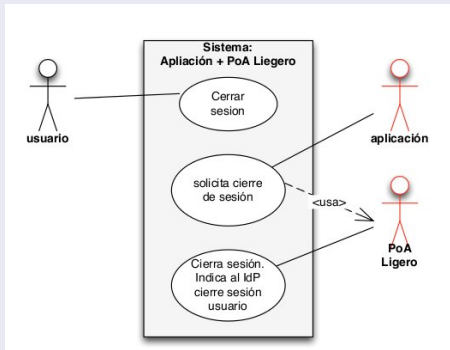 Sistema:
Apliación + PoA Liegero
Cerrar
sesion
usuario
aplicación
solicita cierre
de sesión
<usa>
PoA
Ligero
Cierra sesión.
Indica al IdP
cierre sesión
usuario